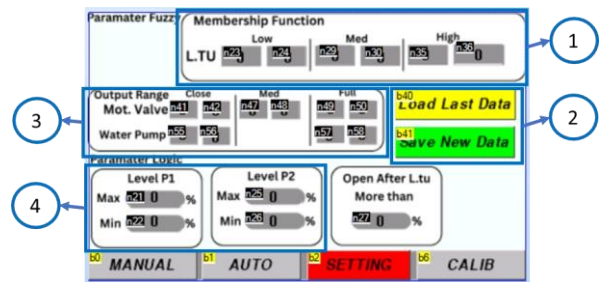 Paramater Fuzzy
Membership Function
Low Med High
L.TU n23 n24 n29 n30 n35 n36 0
1
Output Range Close Med Full
Mot. Valve n41 n42 n47 n48 n49 n50
Water Pump n55 n56 n57 n58
3
b40 Load Last Data
b41 Save New Data
2
Paramater Logic
Level P1
Max n21 0 %
Min n22 0 %
Level P2
Max n25 0 %
Min n26 0 %
4
Open After L.tu
More than
n27 0 %
b0 MANUAL b1 AUTO b2 SETTING b6 CALIB